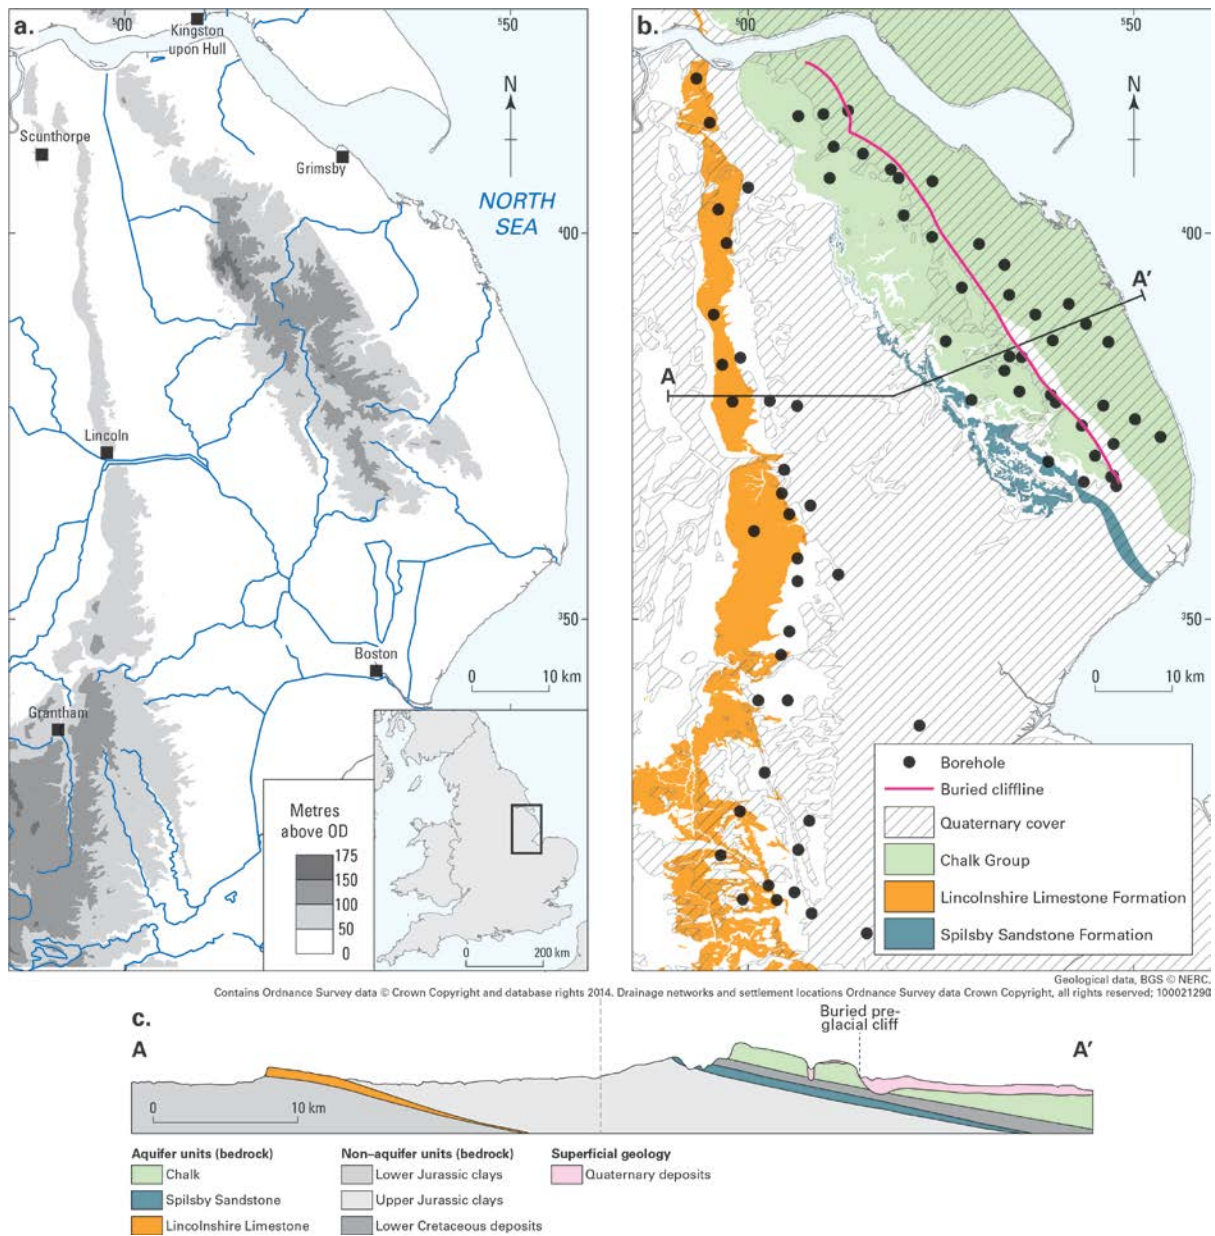 a.
⁵00
⁵50
Kingston
upon Hull
N
Scunthorpe
Grimsby
NORTH
SEA
⁴00
Lincoln
³50
Boston
0 10 km
Grantham
Metres
above OD
175
150
100
50
0
0 200 km
b.
⁵00
⁵50
N
⁴00
A'
A
³50
0 10 km
Borehole
Buried cliffline
Quaternary cover
Chalk Group
Lincolnshire Limestone Formation
Spilsby Sandstone Formation
Geological data, BGS © NERC.
Contains Ordnance Survey data © Crown Copyright and database rights 2014. Drainage networks and settlement locations Ordnance Survey data Crown Copyright, all rights reserved; 100021290
c.
Buried pre-
glacial cliff
A
A'
0 10 km
Aquifer units (bedrock)
Chalk
Spilsby Sandstone
Lincolnshire Limestone
Non–aquifer units (bedrock)
Lower Jurassic clays
Upper Jurassic clays
Lower Cretaceous deposits
Superficial geology
Quaternary deposits